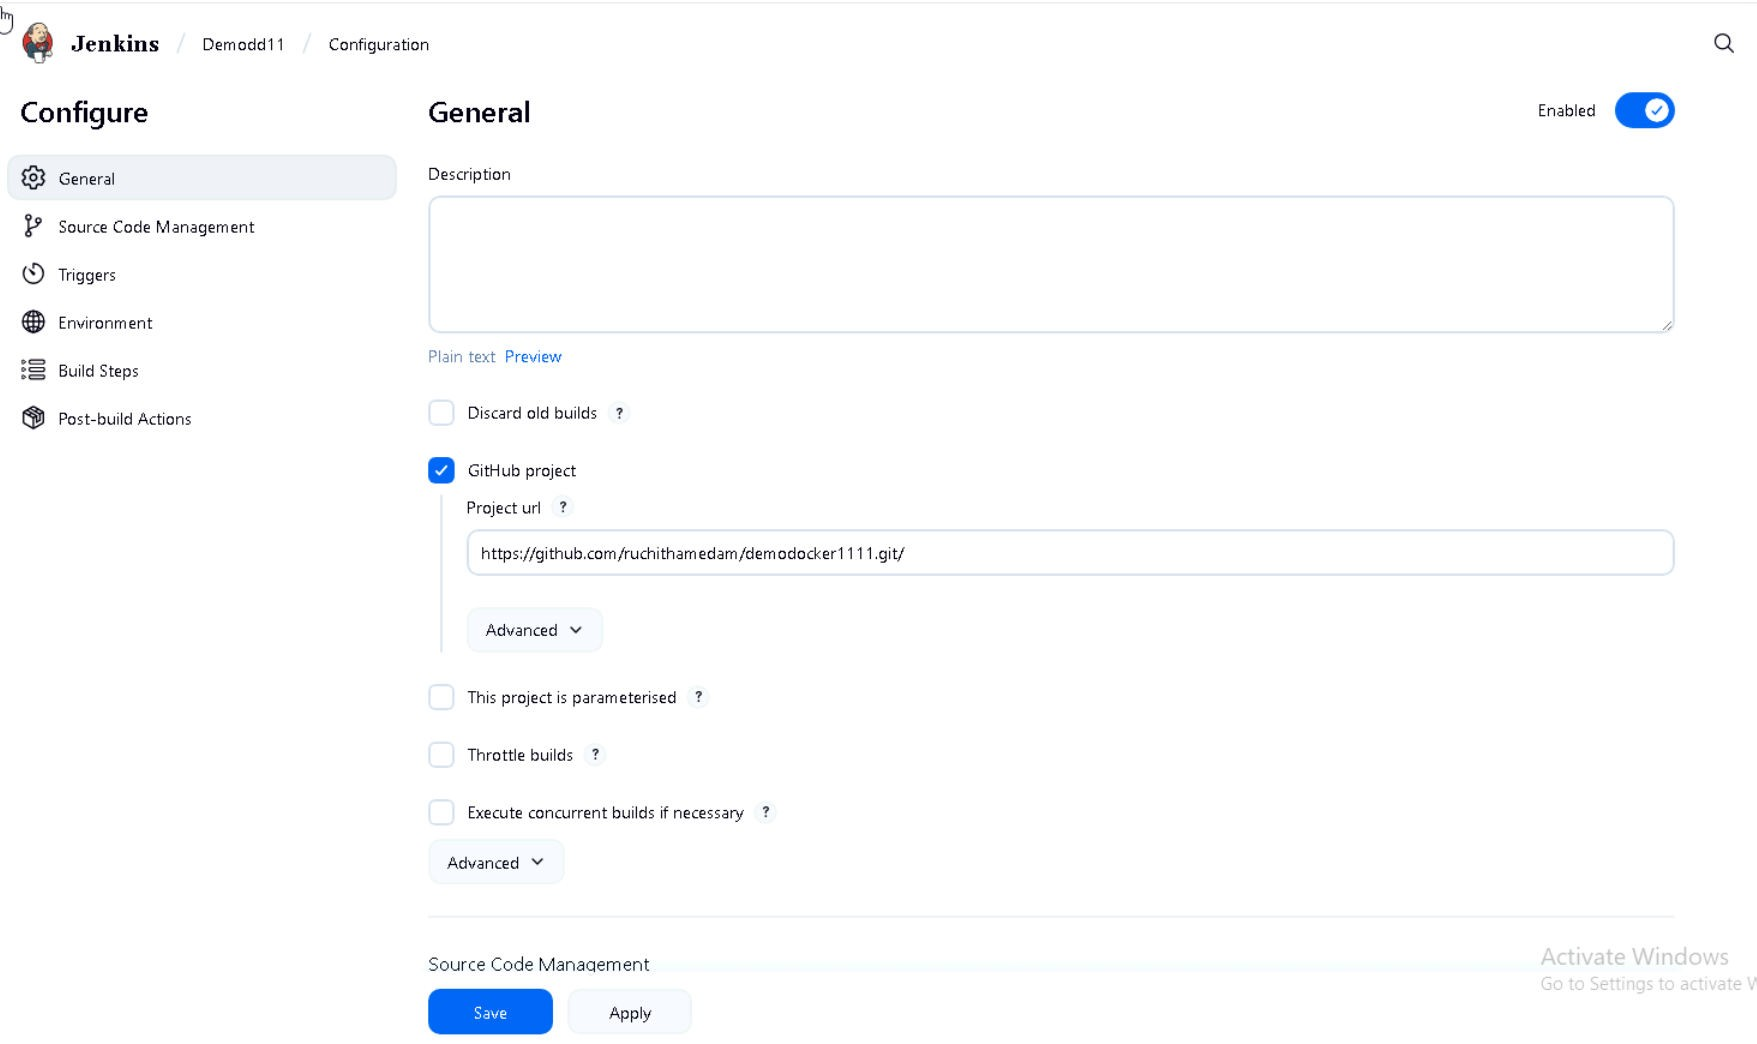 Jenkins / Demodd11 / Configuration
Configure
General
Source Code Management
Triggers
Environment
Build Steps
Post-build Actions
General
Enabled
Description
Plain text Preview
Discard old builds ?
GitHub project
Project url ?
https://github.com/ruchithamedam/demodocker1111.git/
Advanced
This project is parameterised ?
Throttle builds ?
Execute concurrent builds if necessary ?
Advanced
Source Code Management
Save Apply
Activate Windows
Go to Settings to activate W